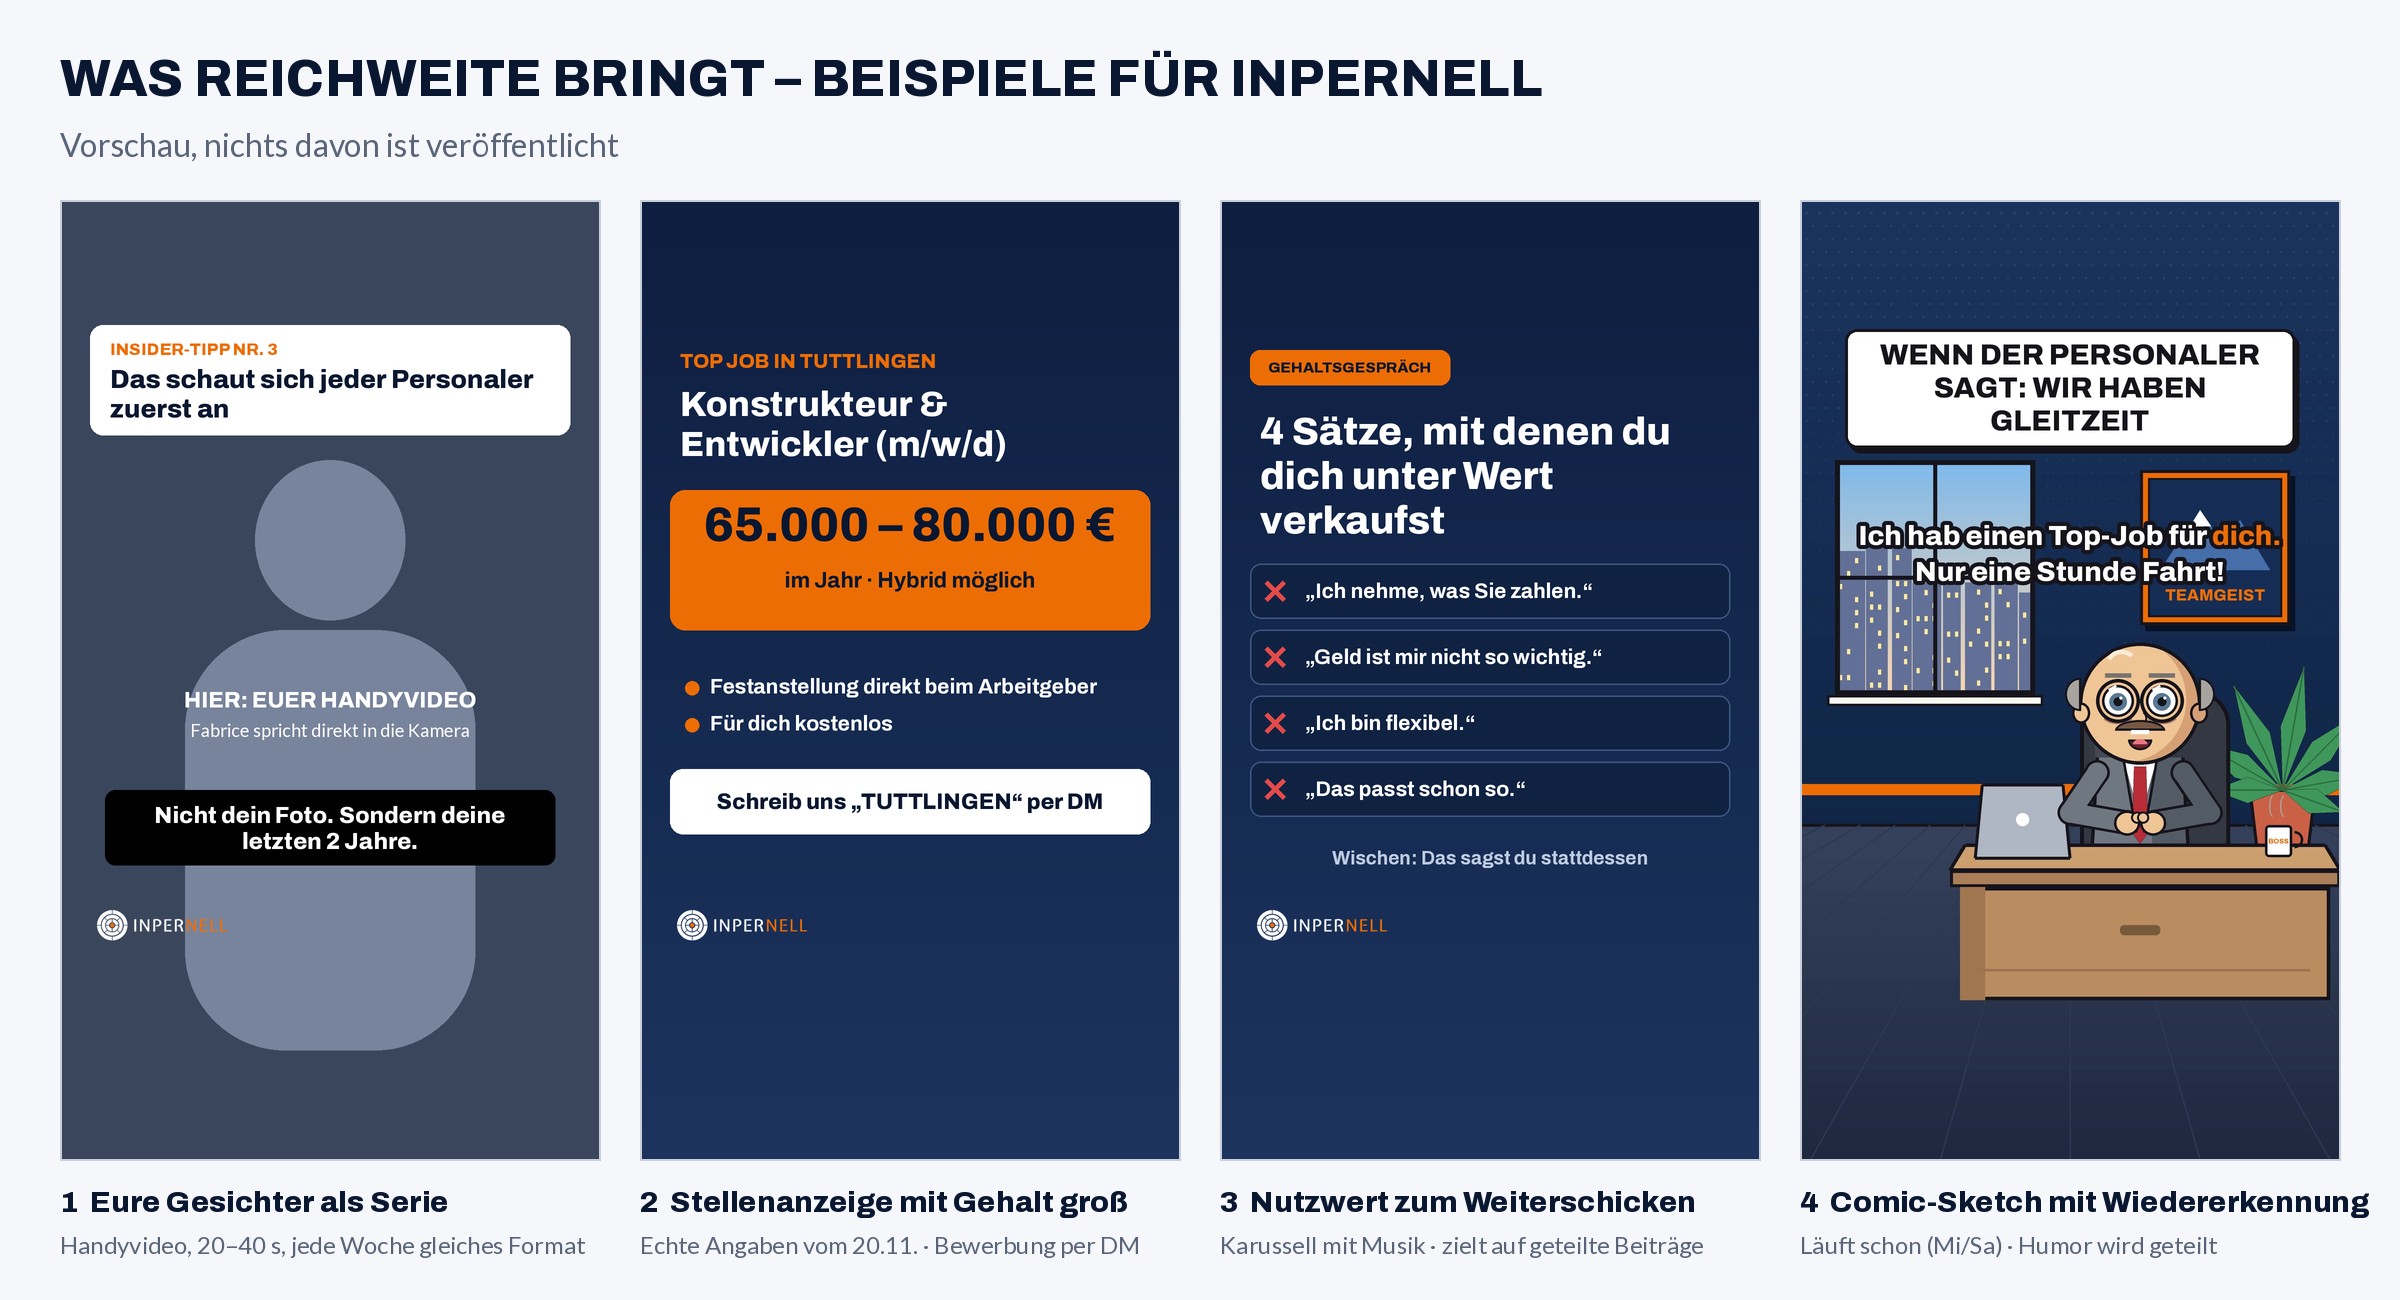 WAS REICHWEITE BRINGT – BEISPIELE FÜR INPERNELL
Vorschau, nichts davon ist veröffentlicht
INSIDER-TIPP NR. 3
Das schaut sich jeder Personaler
zuerst an
HIER: EUER HANDYVIDEO
Fabrice spricht direkt in die Kamera
Nicht dein Foto. Sondern deine
letzten 2 Jahre.
INPERNELL
1 Eure Gesichter als Serie
Handyvideo, 20–40 s, jede Woche gleiches Format
TOP JOB IN TUTTLINGEN
Konstrukteur &
Entwickler (m/w/d)
65.000 – 80.000 €
im Jahr · Hybrid möglich
Festanstellung direkt beim Arbeitgeber
Für dich kostenlos
Schreib uns „TUTTLINGEN“ per DM
INPERNELL
2 Stellenanzeige mit Gehalt groß
Echte Angaben vom 20.11. · Bewerbung per DM
GEHALTSGESPRÄCH
4 Sätze, mit denen du
dich unter Wert
verkaufst
„Ich nehme, was Sie zahlen.“
„Geld ist mir nicht so wichtig.“
„Ich bin flexibel.“
„Das passt schon so.“
Wischen: Das sagst du stattdessen
INPERNELL
3 Nutzwert zum Weiterschicken
Karussell mit Musik · zielt auf geteilte Beiträge
WENN DER PERSONALER
SAGT: WIR HABEN
GLEITZEIT
Ich hab einen Top-Job für dich.
Nur eine Stunde Fahrt!
TEAMGEIST
BOSS
4 Comic-Sketch mit Wiedererkennung
Läuft schon (Mi/Sa) · Humor wird geteilt